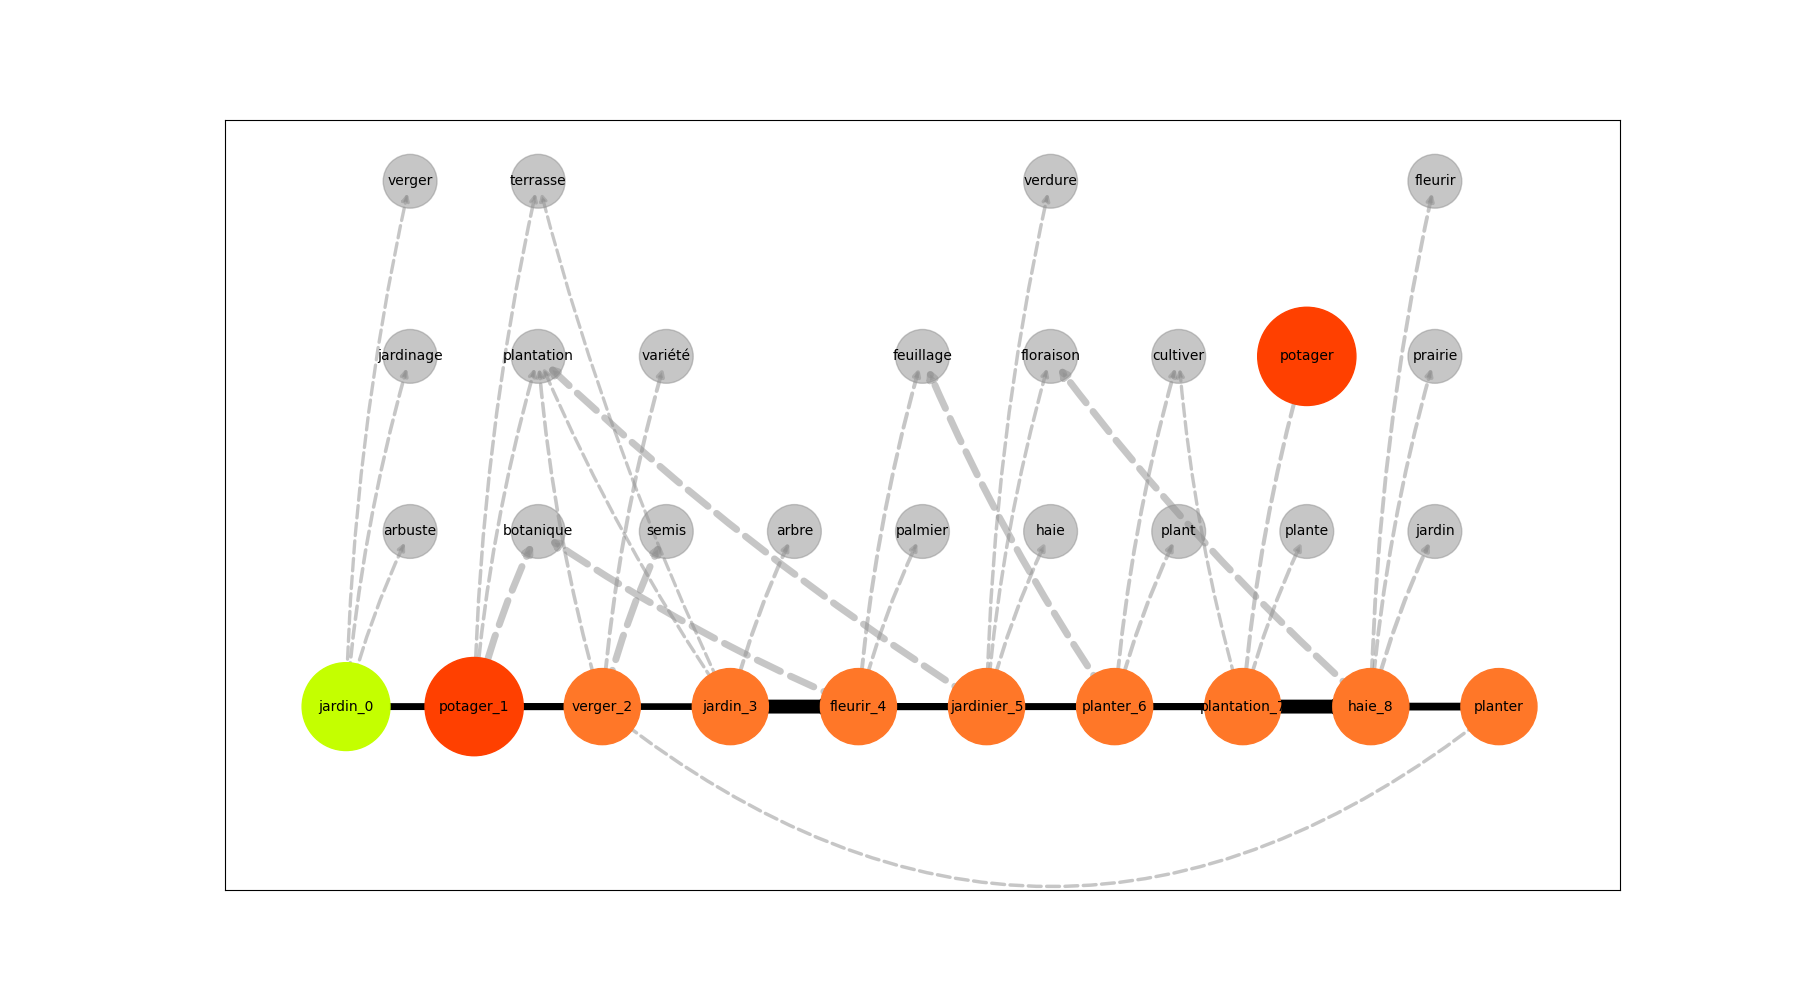 verger terrasse verdure fleurir
jardinage plantation variété feuillage floraison cultiver potager prairie
arbuste botanique semis arbre palmier haie plant plante jardin
jardin_0 potager_1 verger_2 jardin_3 fleurir_4 jardinier_5 planter_6 plantation_7 haie_8 planter